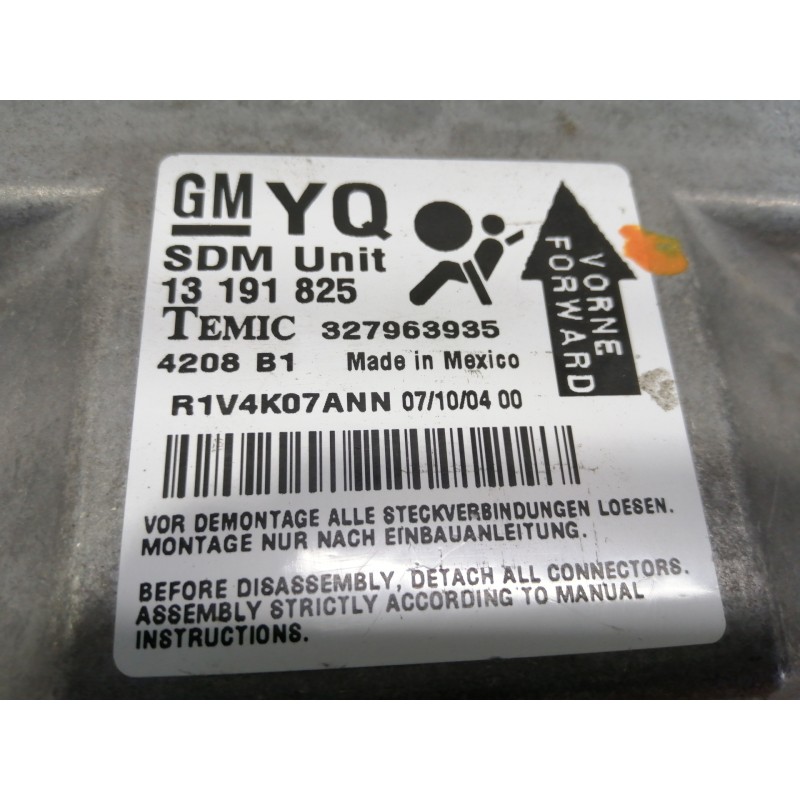 GM YQ
SDM Unit
13 191 825
TEMIC 327963935
4208 B1 Made in Mexico
R1V4K07ANN 07/10/04 00
VORNE
FORWARD
VOR DEMONTAGE ALLE STECKVERBINDUNGEN LOESEN.
MONTAGE NUR NACH EINBAUANLEITUNG.
BEFORE DISASSEMBLY, DETACH ALL CONNECTORS.
ASSEMBLY STRICTLY ACCORDING TO MANUAL
INSTRUCTIONS.